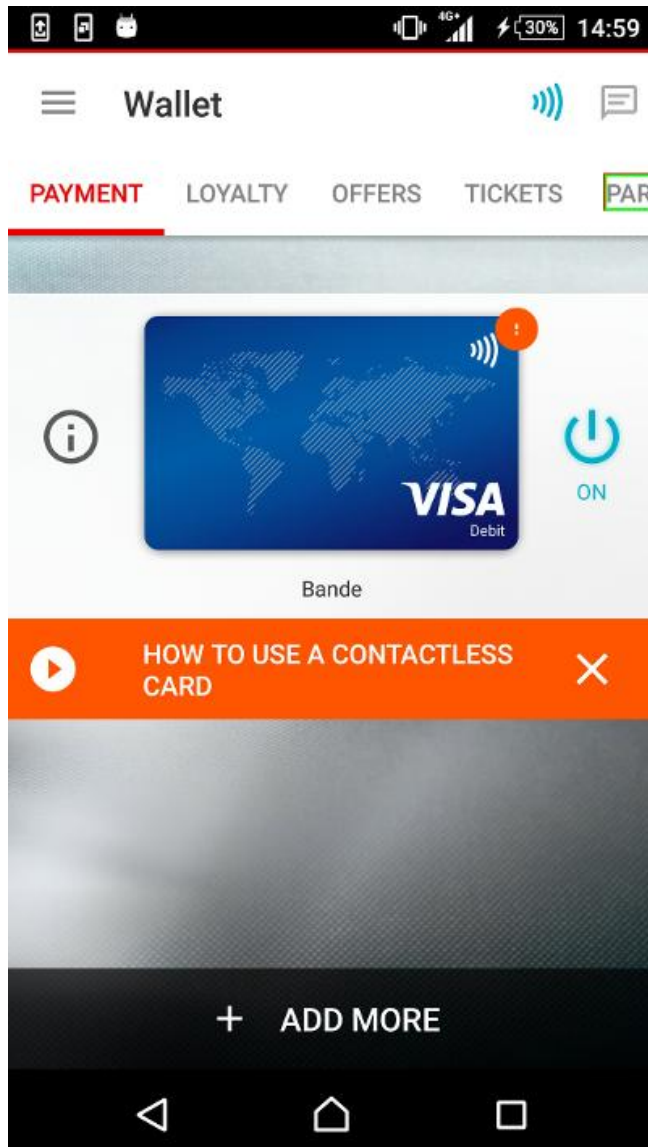 4G+
30%
14:59
Wallet
PAYMENT LOYALTY OFFERS TICKETS PAR
VISA
Debit
ON
Bande
HOW TO USE A CONTACTLESS
CARD
+ ADD MORE